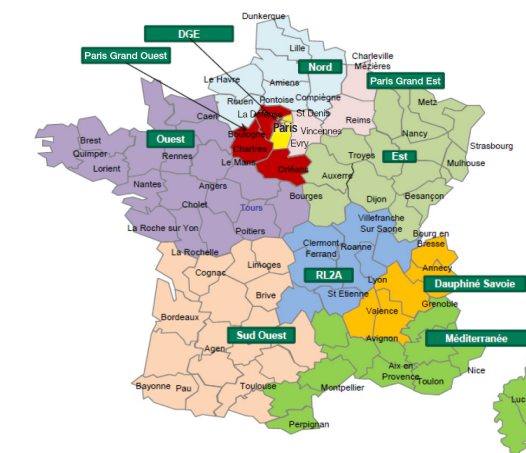 Dunkerque
DGE
Lille
Paris Grand Ouest
Charleville
Mézières
Nord
Le Havre
Amiens
Paris Grand Est
Rouen
Pontoise
Compiègne
Metz
Caen
La Défense
St Denis
Reims
Boulogne
Paris
Vincennes
Nancy
Brest
Ouest
Chartres
Evry
Strasbourg
Quimper
Rennes
Le Mans
Troyes
Est
Mulhouse
Lorient
Orléans
Auxerre
Nantes
Angers
Bourges
Dijon
Besançon
Cholet
Tours
Villefranche
Sur Saone
La Roche sur Yon
Poitiers
Bourg en
Bresse
La Rochelle
Clermont
Ferrand
Roanne
Limoges
Annecy
Cognac
RL2A
Lyon
Dauphiné Savoie
Brive
St Etienne
Grenoble
Bordeaux
Valence
Sud Ouest
Avignon
Méditerranée
Agen
Aix en
Provence
Nice
Bayonne
Pau
Toulouse
Montpellier
Toulon
Luc
Perpignan